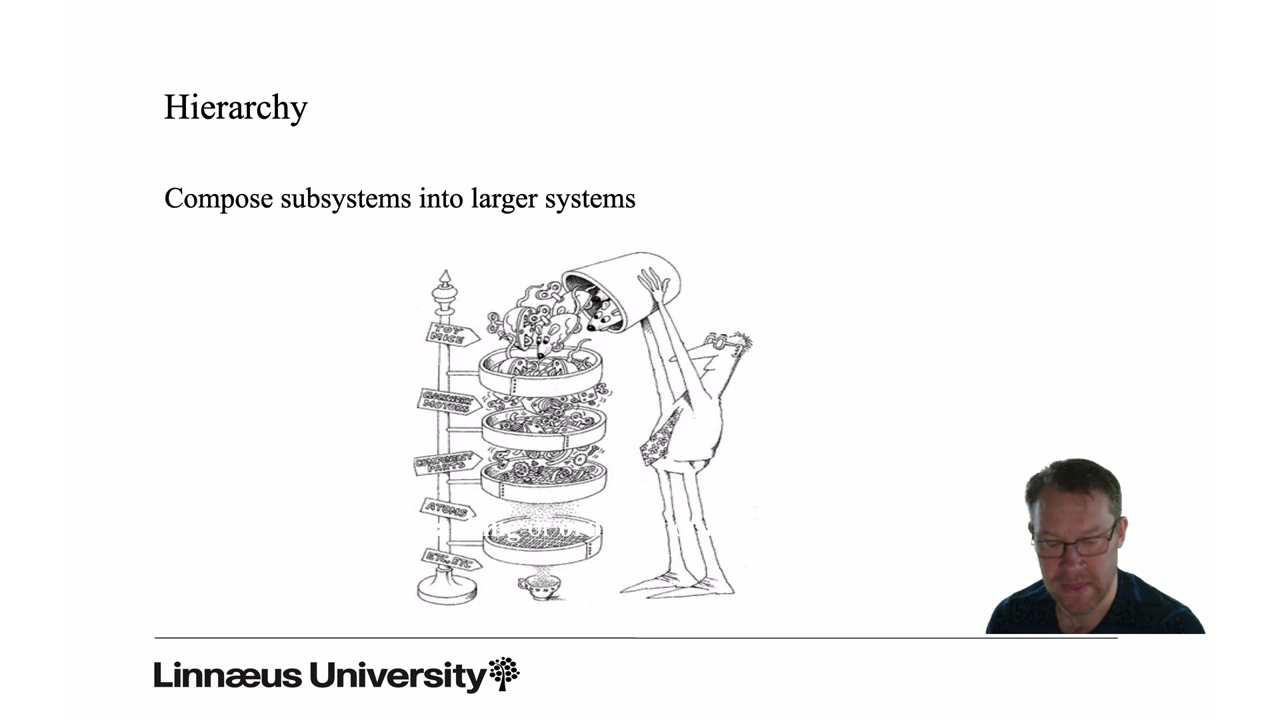 Hierarchy
Compose subsystems into larger systems
TOY
MICE
CLOCKWORK
MOTORS
COMPONENT
PARTS
ATOMS
ETC, ETC
Linnæus University